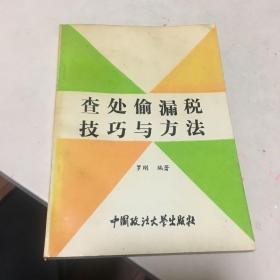 查处偷漏税
技巧与方法
罗刚 编著
中国政法大学出版社